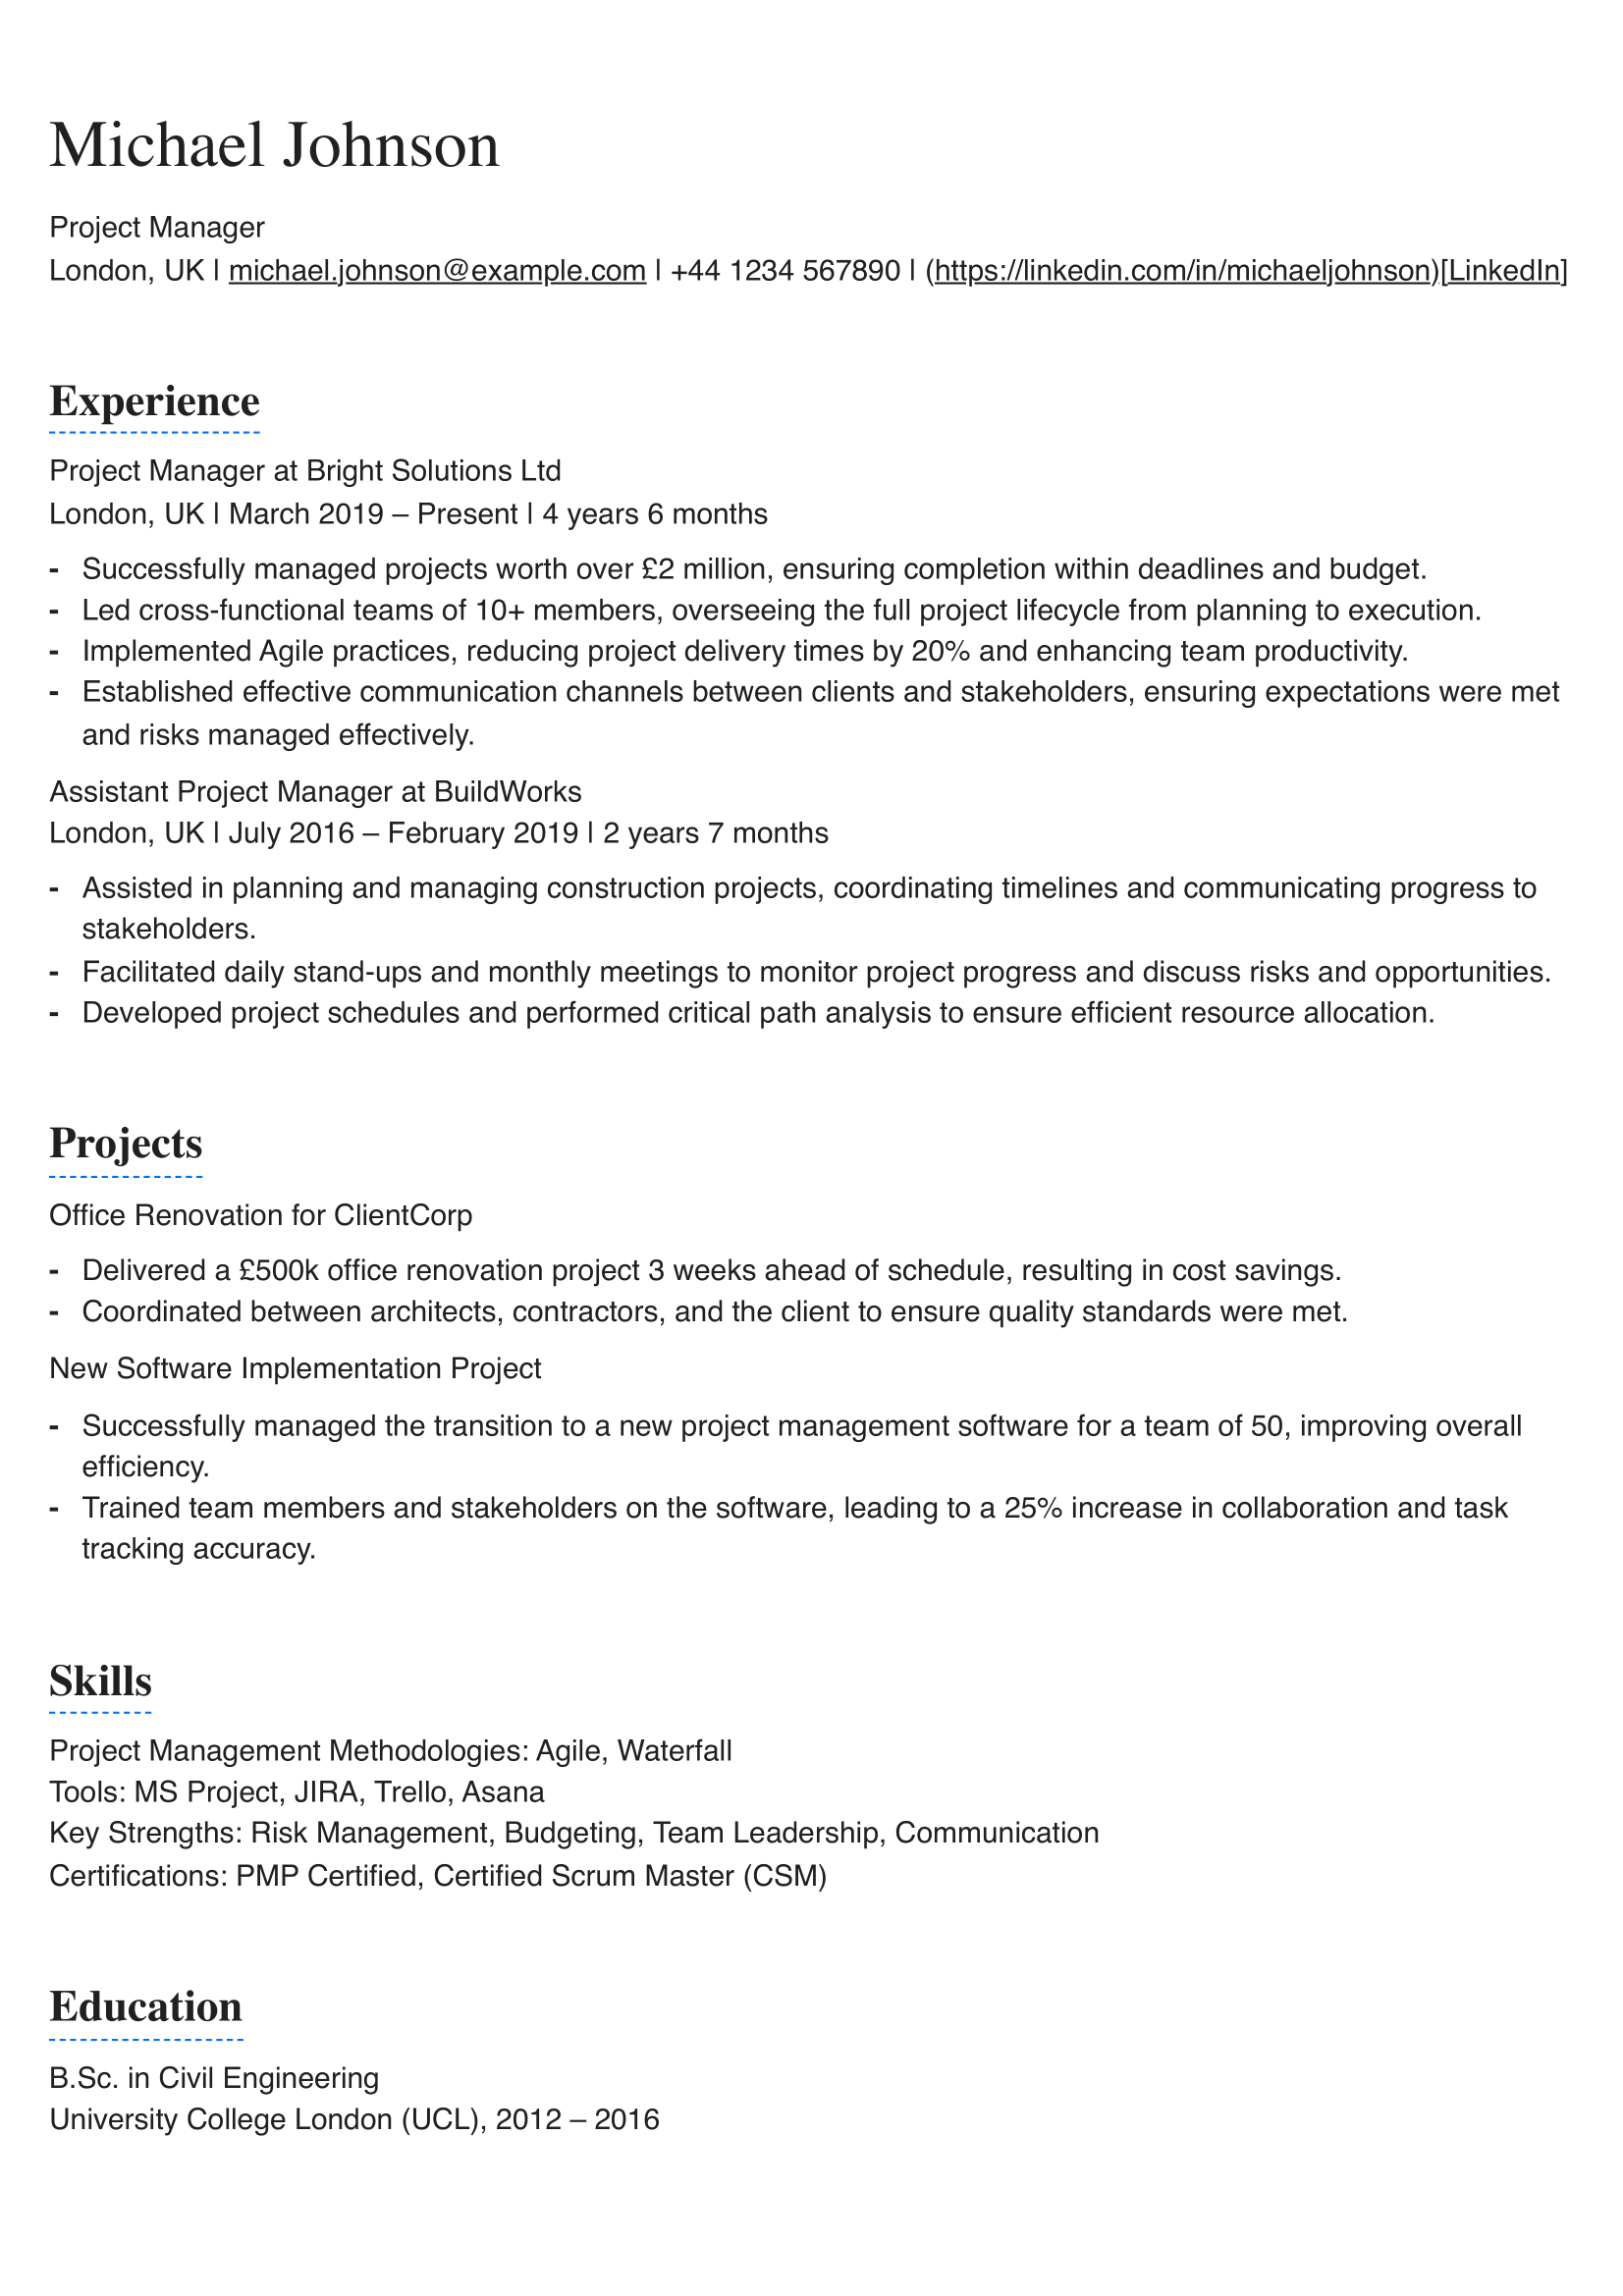 Michael Johnson
Project Manager
London, UK | michael.johnson@example.com | +44 1234 567890 | (https://linkedin.com/in/michaeljohnson)[LinkedIn]
Experience
Project Manager at Bright Solutions Ltd
London, UK | March 2019 – Present | 4 years 6 months
- Successfully managed projects worth over £2 million, ensuring completion within deadlines and budget.
- Led cross-functional teams of 10+ members, overseeing the full project lifecycle from planning to execution.
- Implemented Agile practices, reducing project delivery times by 20% and enhancing team productivity.
- Established effective communication channels between clients and stakeholders, ensuring expectations were met
and risks managed effectively.
Assistant Project Manager at BuildWorks
London, UK | July 2016 – February 2019 | 2 years 7 months
- Assisted in planning and managing construction projects, coordinating timelines and communicating progress to
stakeholders.
- Facilitated daily stand-ups and monthly meetings to monitor project progress and discuss risks and opportunities.
- Developed project schedules and performed critical path analysis to ensure efficient resource allocation.
Projects
Office Renovation for ClientCorp
- Delivered a £500k office renovation project 3 weeks ahead of schedule, resulting in cost savings.
- Coordinated between architects, contractors, and the client to ensure quality standards were met.
New Software Implementation Project
- Successfully managed the transition to a new project management software for a team of 50, improving overall
efficiency.
- Trained team members and stakeholders on the software, leading to a 25% increase in collaboration and task
tracking accuracy.
Skills
Project Management Methodologies: Agile, Waterfall
Tools: MS Project, JIRA, Trello, Asana
Key Strengths: Risk Management, Budgeting, Team Leadership, Communication
Certifications: PMP Certified, Certified Scrum Master (CSM)
Education
B.Sc. in Civil Engineering
University College London (UCL), 2012 – 2016